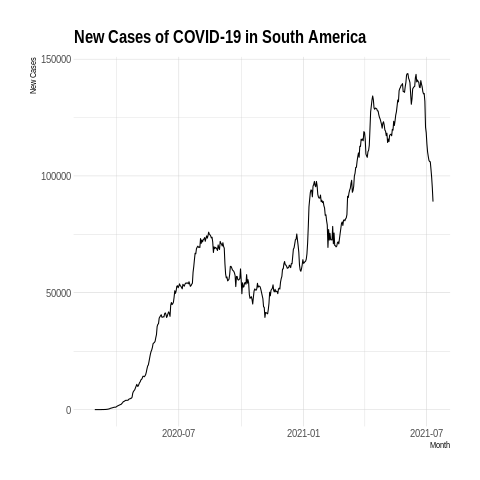 New Cases of COVID-19 in South America
New Cases
150000
100000
50000
0
2020-07
2021-01
2021-07
Month